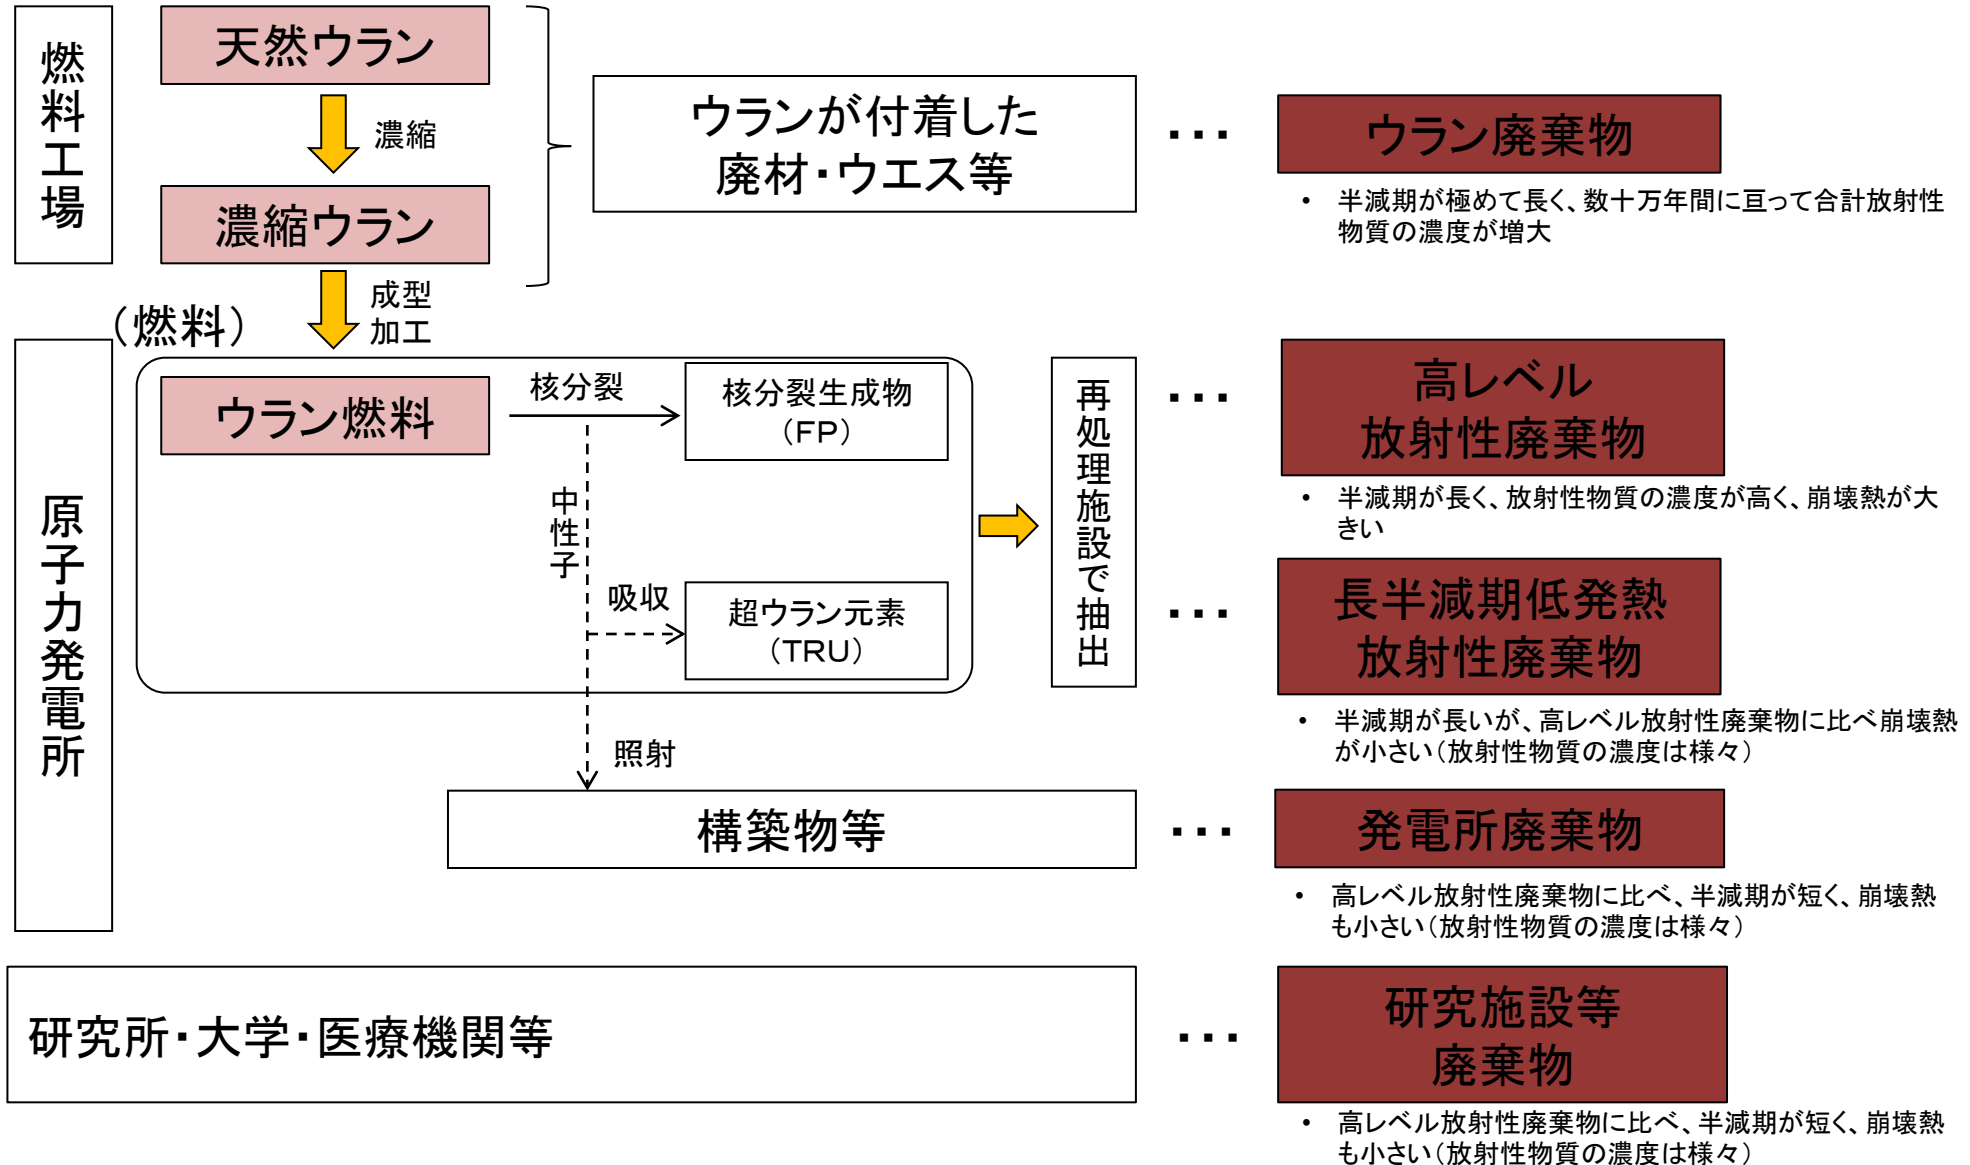 燃料工場
天然ウラン
濃縮
濃縮ウラン
成型
加工
ウランが付着した
廃材・ウエス等
・・・
ウラン廃棄物
• 半減期が極めて長く、数十万年間に亘って合計放射性
物質の濃度が増大
（燃料）
原子力発電所
ウラン燃料
核分裂
核分裂生成物
（ＦＰ）
中性子
吸収
超ウラン元素
（ＴＲＵ）
照射
再処理施設で抽出
・・・
高レベル
放射性廃棄物
• 半減期が長く、放射性物質の濃度が高く、崩壊熱が大
きい
・・・
長半減期低発熱
放射性廃棄物
• 半減期が長いが、高レベル放射性廃棄物に比べ崩壊熱
が小さい（放射性物質の濃度は様々）
構築物等
・・・
発電所廃棄物
• 高レベル放射性廃棄物に比べ、半減期が短く、崩壊熱
も小さい（放射性物質の濃度は様々）
研究所・大学・医療機関等
・・・
研究施設等
廃棄物
• 高レベル放射性廃棄物に比べ、半減期が短く、崩壊熱
も小さい（放射性物質の濃度は様々）